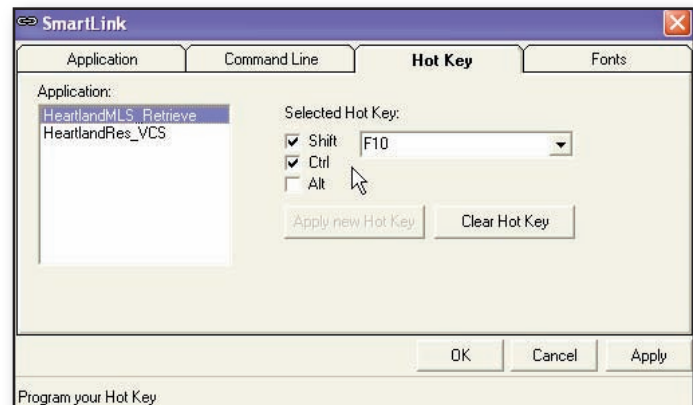 SmartLink
Application
Command Line
Hot Key
Fonts
Application:
HeartlandMLS_Retrieve
HeartlandRes_VCS
Selected Hot Key:
Shift
F10
Ctrl
Alt
Apply new Hot Key
Clear Hot Key
OK
Cancel
Apply
Program your Hot Key